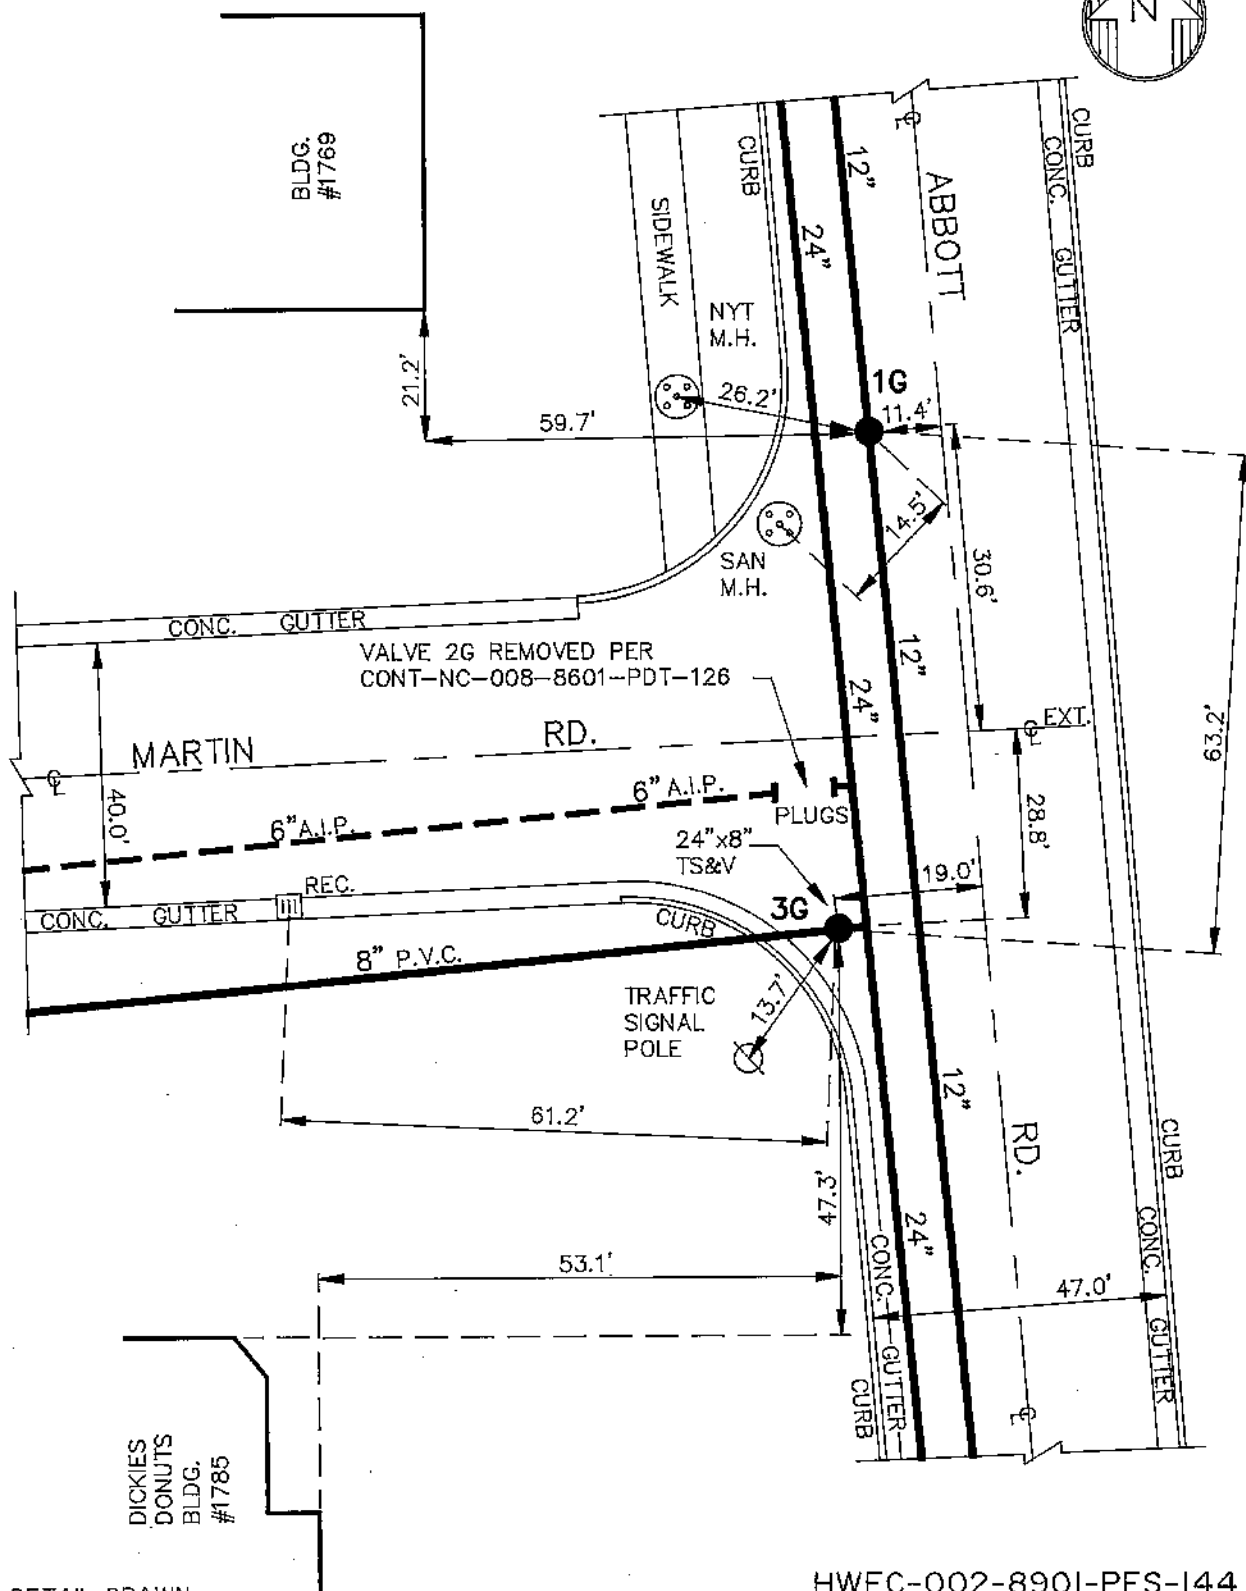 N
BLDG.
#1769
CURB
12"
℄
ABBOTT
CURB
CONC. GUTTER
SIDEWALK
24"
NYT
M.H.
21.2'
26.2'
1G
11.4'
59.7'
14.5'
SAN
M.H.
30.6'
63.2'
CONC. GUTTER
VALVE 2G REMOVED PER
CONT-NC-008-8601-PDT-126
12"
24"
MARTIN RD.
℄ EXT.
℄
40.0'
6" A.I.P.
6" A.I.P.
PLUGS
28.8'
24"x8"
TS&V
19.0'
REC.
CONC. GUTTER
3G
CURB
8" P.V.C.
TRAFFIC
SIGNAL
POLE
13.7'
12"
61.2'
RD.
CURB
47.3'
24"
53.1'
CONC. GUTTER
47.0'
CONC. GUTTER
CURB
℄
DICKIES
DONUTS
BLDG.
#1785
DETAIL DRAWN
HWFC-002-8901-PFS-144